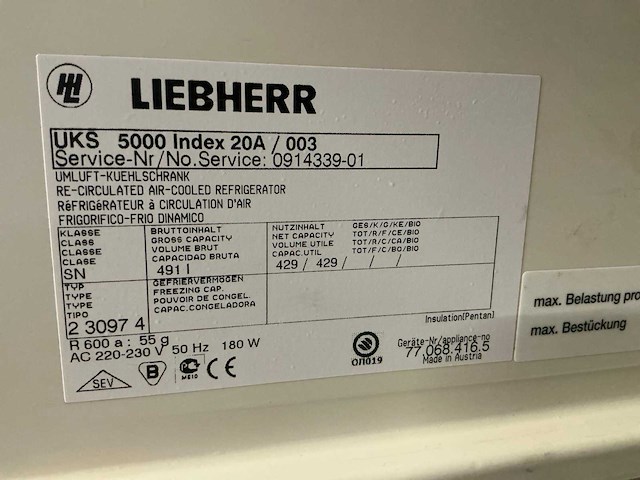 LIEBHERR
UKS 5000 Index 20A / 003
Service-Nr/No.Service: 0914339-01
UMLUFT-KUEHLSCHRANK
RE-CIRCULATED AIR-COOLED REFRIGERATOR
RéFRIGéRATEUR à CIRCULATION D'AIR
FRIGORIFICO-FRIO DINAMICO
KLASSE
CLASS
CLASSE
CLASE
SN
BRUTTOINHALT
GROSS CAPACITY
VOLUME BRUT
CAPACIDAD BRUTA
491 l
NUTZINHALT
NET CAPACITY
VOLUME UTILE
CAPAC.UTIL
GES/K/G/KE/BIO
TOT/R/F/CE/BIO
TOT/R/C/CA/BIO
TOT/F/C/BO/BIO
429 / 429 / / /
TYP
TYPE
TYPE
TIPO
2 3097 4
GEFRIERVERMÖGEN
FREEZING CAP.
POUVOIR DE CONGEL.
CAPAC.CONGELADORA
Insulation(Pentan)
R 600 a : 55 g
AC 220-230 V 50 Hz 180 W
Geräte-Nr/appliance-no
77.068.416.5
Made in Austria
ОП019
SEV
B
МЕ10
CE
max. Belastung pro
max. Bestückung